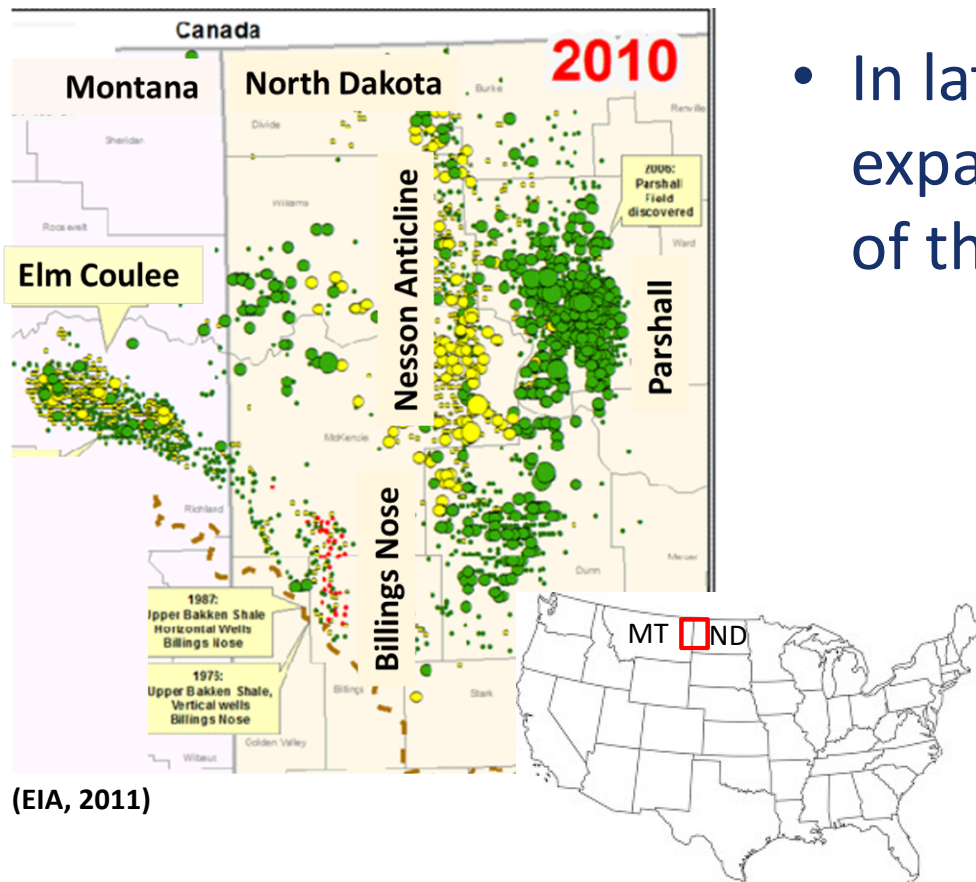 Canada
2010
Montana
North Dakota
Burke
Renville
Divide
Sheridan
2006:
Parshall
Field
discovered
Williams
Roosevelt
Ward
Nesson Anticline
Elm Coulee
Parshall
McKenzie
Richland
Billings Nose
Mercer
Dunn
1987:
Upper Bakken Shale
Horizontal Wells
Billings Nose
Upper Bakken Shale,
Vertical wells
Billings Nose
Billings
Stark
Golden Valley
Wibaux
(EIA, 2011)
MT
ND
• In lat
expa
of th